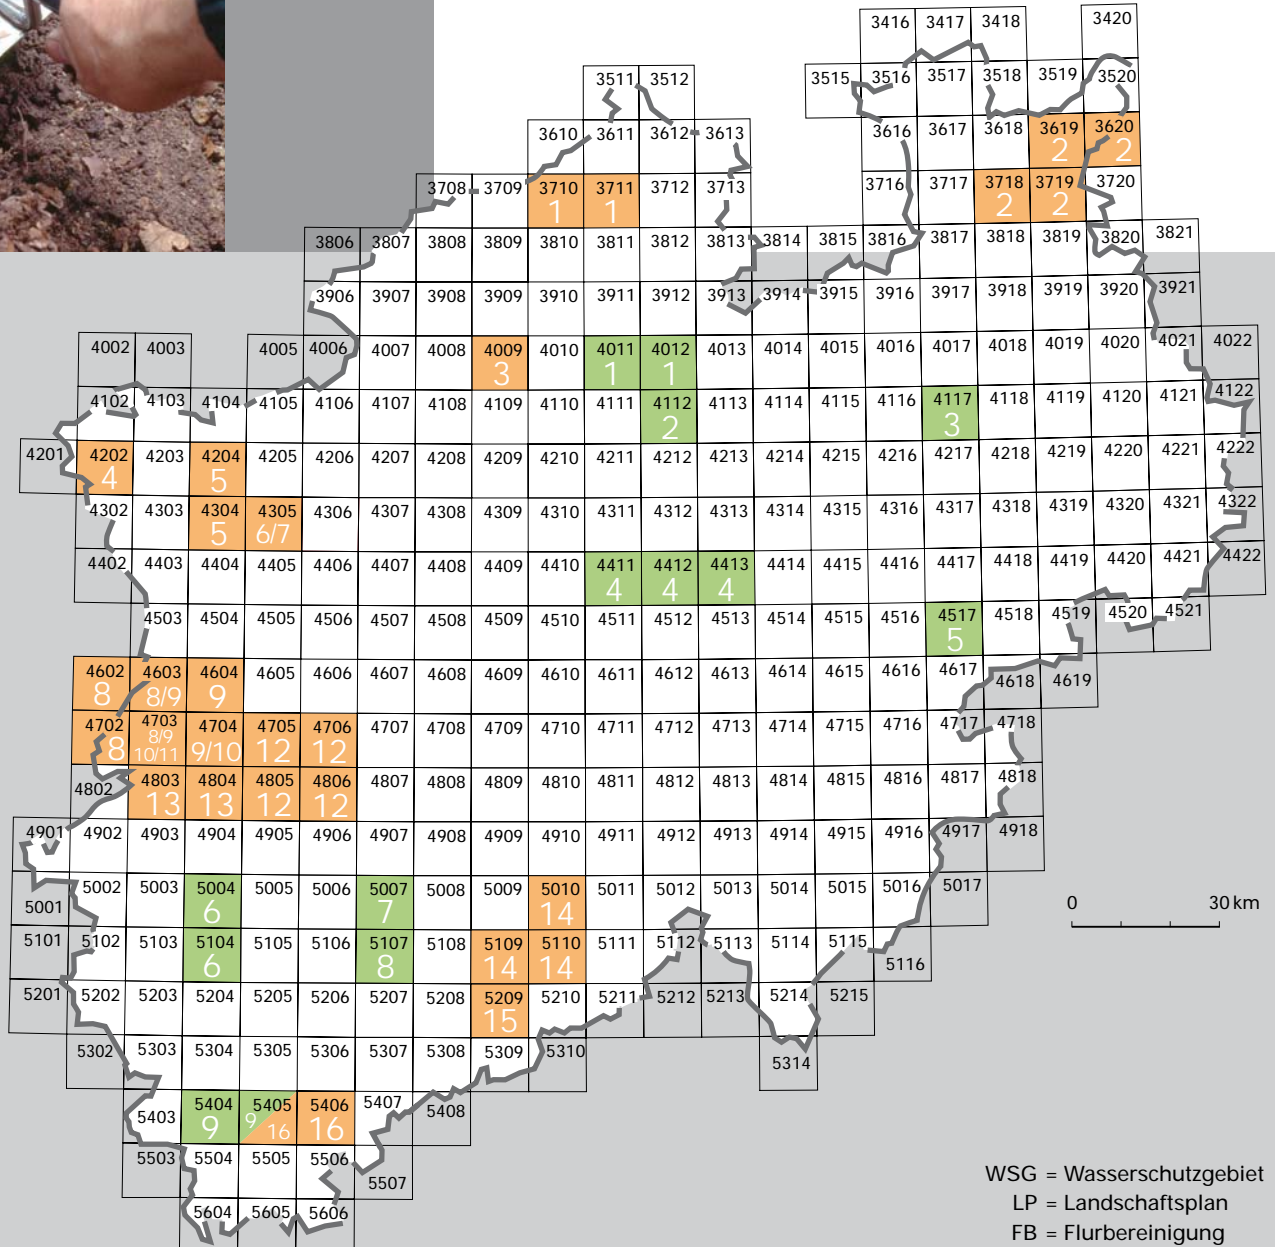 3416 3417 3418 3420
3511 3512 3515 3516 3517 3518 3519 3520
3610 3611 3612 3613 3616 3617 3618 3619 3620
2 2
3708 3709 3710 3711 3712 3713 3716 3717 3718 3719 3720
1 1 2 2
3806 3807 3808 3809 3810 3811 3812 3813 3814 3815 3816 3817 3818 3819 3820 3821
3906 3907 3908 3909 3910 3911 3912 3913 3914 3915 3916 3917 3918 3919 3920 3921
4002 4003 4005 4006 4007 4008 4009 4010 4011 4012 4013 4014 4015 4016 4017 4018 4019 4020 4021 4022
3 1 1
4102 4103 4104 4105 4106 4107 4108 4109 4110 4111 4112 4113 4114 4115 4116 4117 4118 4119 4120 4121 4122
2 3
4201 4202 4203 4204 4205 4206 4207 4208 4209 4210 4211 4212 4213 4214 4215 4216 4217 4218 4219 4220 4221 4222
4 5
4302 4303 4304 4305 4306 4307 4308 4309 4310 4311 4312 4313 4314 4315 4316 4317 4318 4319 4320 4321 4322
5 6/7
4402 4403 4404 4405 4406 4407 4408 4409 4410 4411 4412 4413 4414 4415 4416 4417 4418 4419 4420 4421 4422
4 4 4
4503 4504 4505 4506 4507 4508 4509 4510 4511 4512 4513 4514 4515 4516 4517 4518 4519 4520 4521
5
4602 4603 4604 4605 4606 4607 4608 4609 4610 4611 4612 4613 4614 4615 4616 4617 4618 4619
8 8/9 9
4702 4703 4704 4705 4706 4707 4708 4709 4710 4711 4712 4713 4714 4715 4716 4717 4718
8 8/9 10/11 9/10 12 12
4802 4803 4804 4805 4806 4807 4808 4809 4810 4811 4812 4813 4814 4815 4816 4817 4818
13 13 12 12
4901 4902 4903 4904 4905 4906 4907 4908 4909 4910 4911 4912 4913 4914 4915 4916 4917 4918
5001 5002 5003 5004 5005 5006 5007 5008 5009 5010 5011 5012 5013 5014 5015 5016 5017
6 7 14
0 30 km
5101 5102 5103 5104 5105 5106 5107 5108 5109 5110 5111 5112 5113 5114 5115 5116
6 8 14 14
5201 5202 5203 5204 5205 5206 5207 5208 5209 5210 5211 5212 5213 5214 5215
15
5302 5303 5304 5305 5306 5307 5308 5309 5310 5314
5403 5404 5405 5406 5407 5408
9 9 16 16
5503 5504 5505 5506 5507
5604 5605 5606
WSG = Wasserschutzgebiet
LP = Landschaftsplan
FB = Flurbereinigung